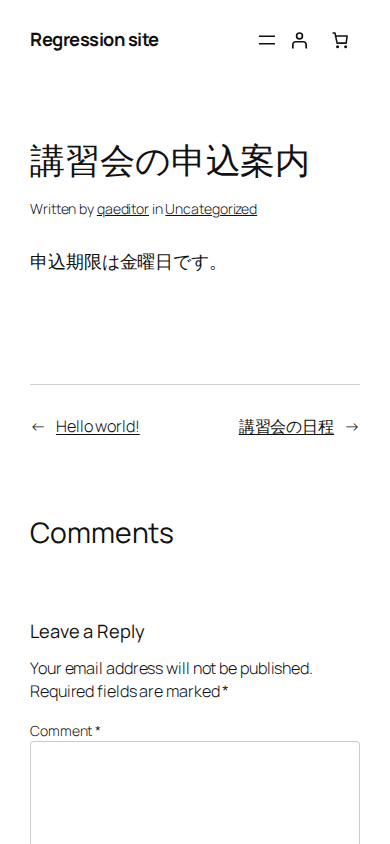 Regression site
講習会の申込案内
Written by qaeditor in Uncategorized
申込期限は金曜日です。
← Hello world!
講習会の日程 →
Comments
Leave a Reply
Your email address will not be published.
Required fields are marked *
Comment *